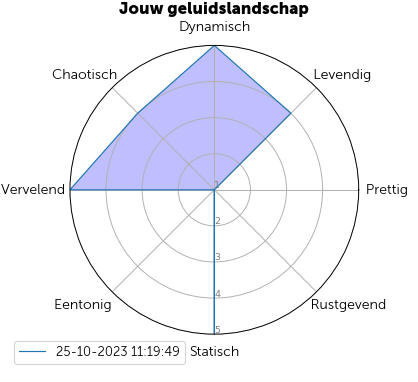 Jouw geluidslandschap
Dynamisch
Chaotisch
Levendig
Vervelend
1
Prettig
2
3
4
Eentonig
Rustgevend
5
25-10-2023 11:19:49
Statisch